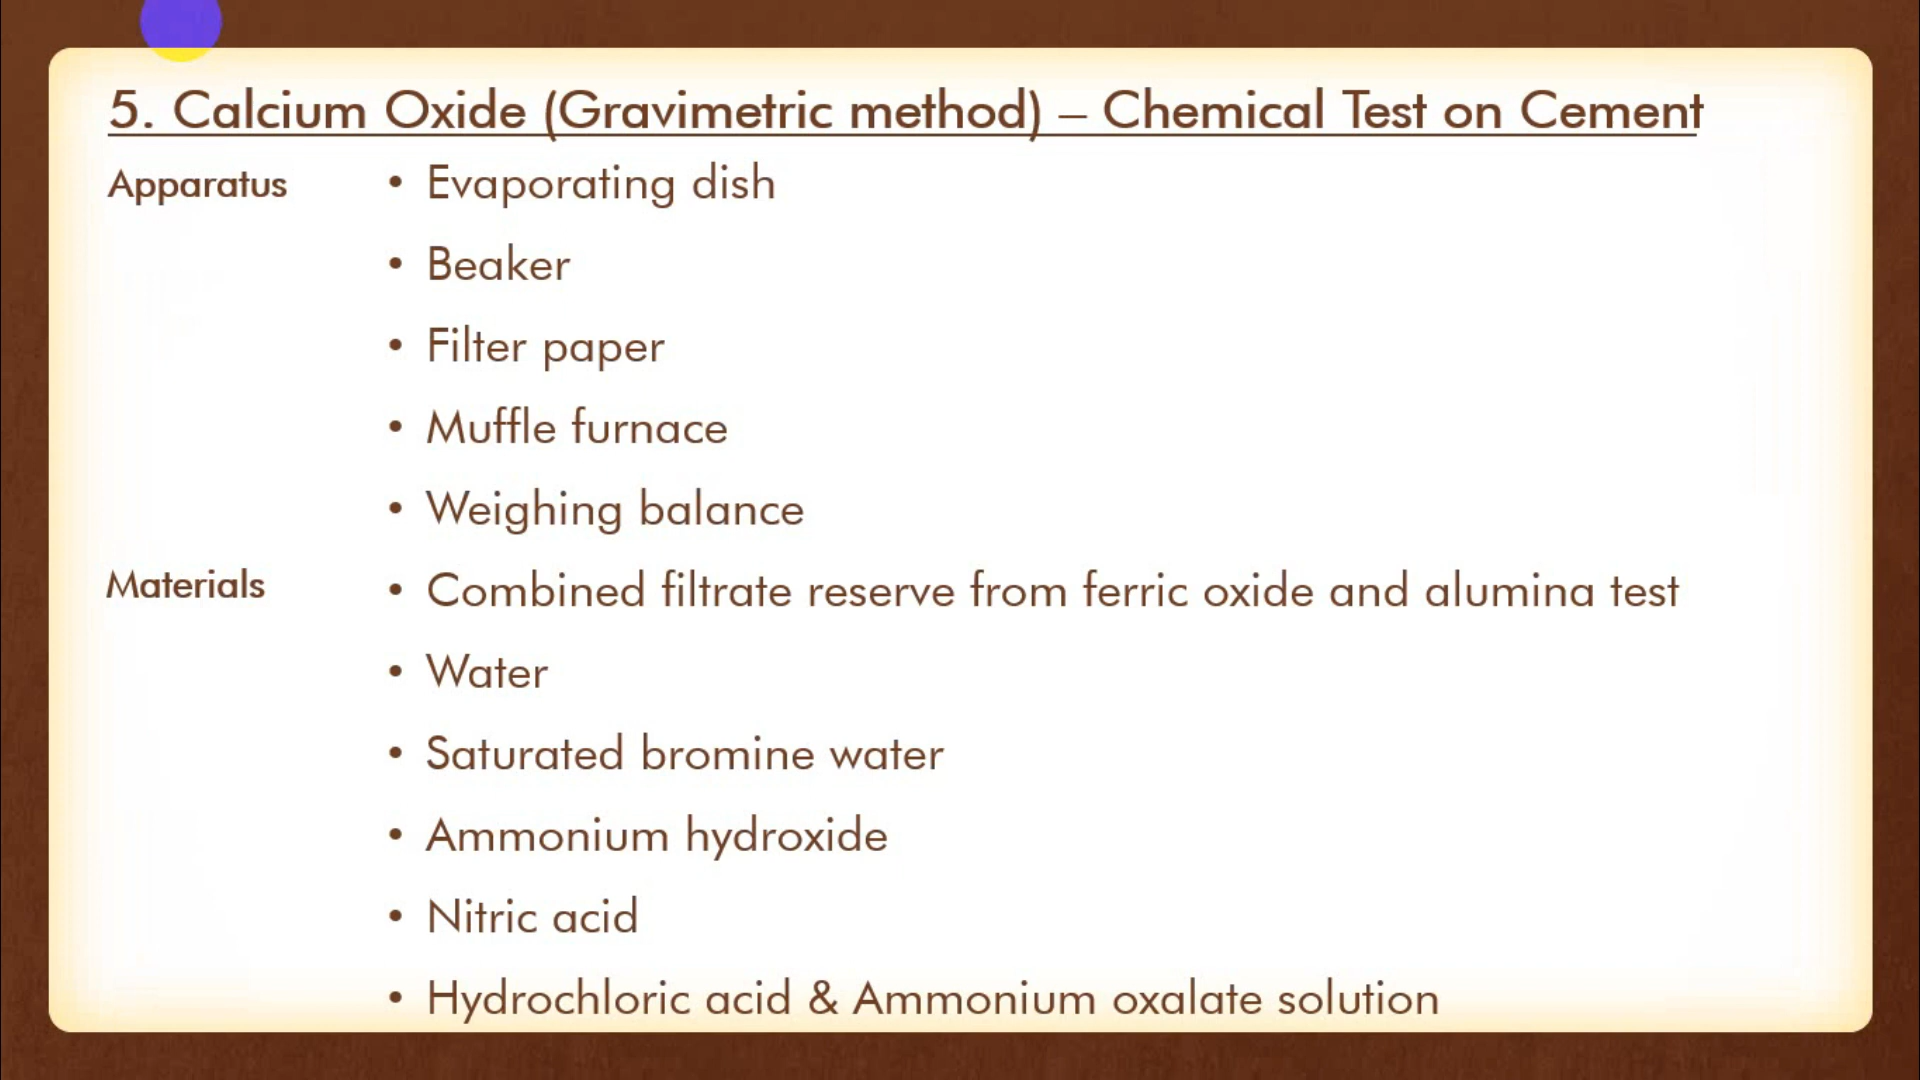 5. Calcium Oxide (Gravimetric method) – Chemical Test on Cement
Apparatus
• Evaporating dish
• Beaker
• Filter paper
• Muffle furnace
• Weighing balance
Materials
• Combined filtrate reserve from ferric oxide and alumina test
• Water
• Saturated bromine water
• Ammonium hydroxide
• Nitric acid
• Hydrochloric acid & Ammonium oxalate solution